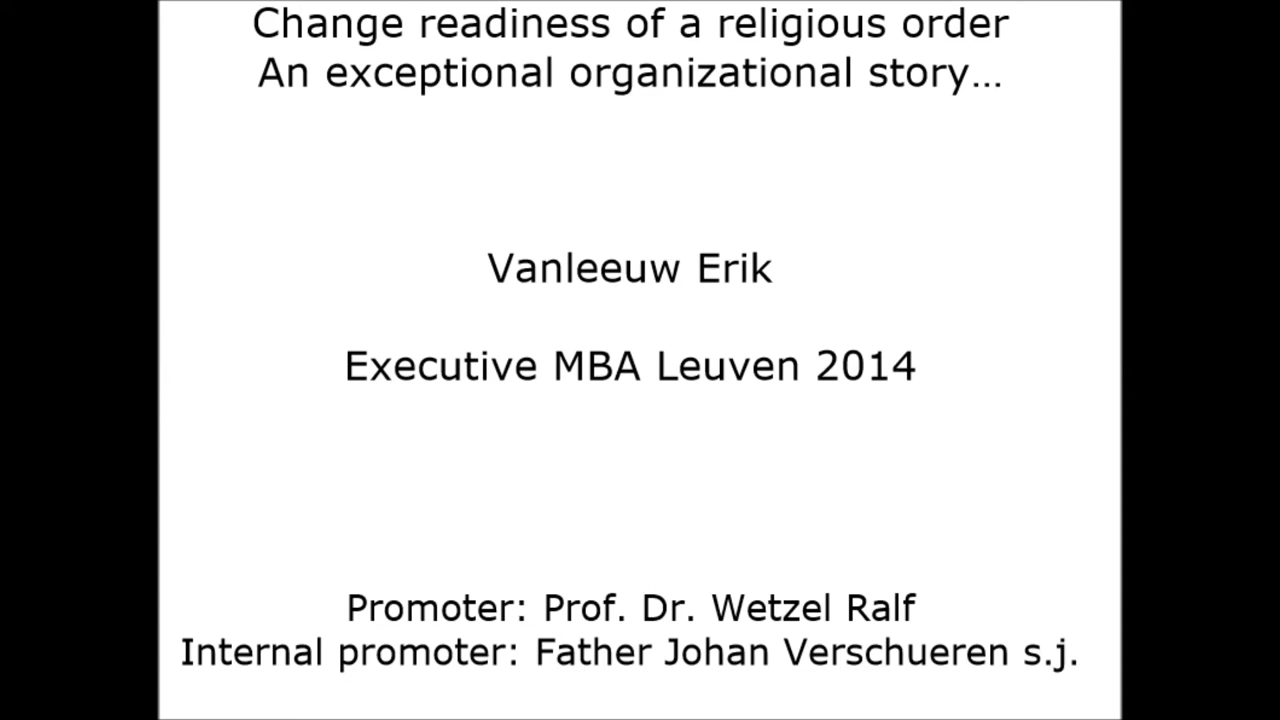 Change readiness of a religious order
An exceptional organizational story...
Vanleeuw Erik
Executive MBA Leuven 2014
Promoter: Prof. Dr. Wetzel Ralf
Internal promoter: Father Johan Verschueren s.j.